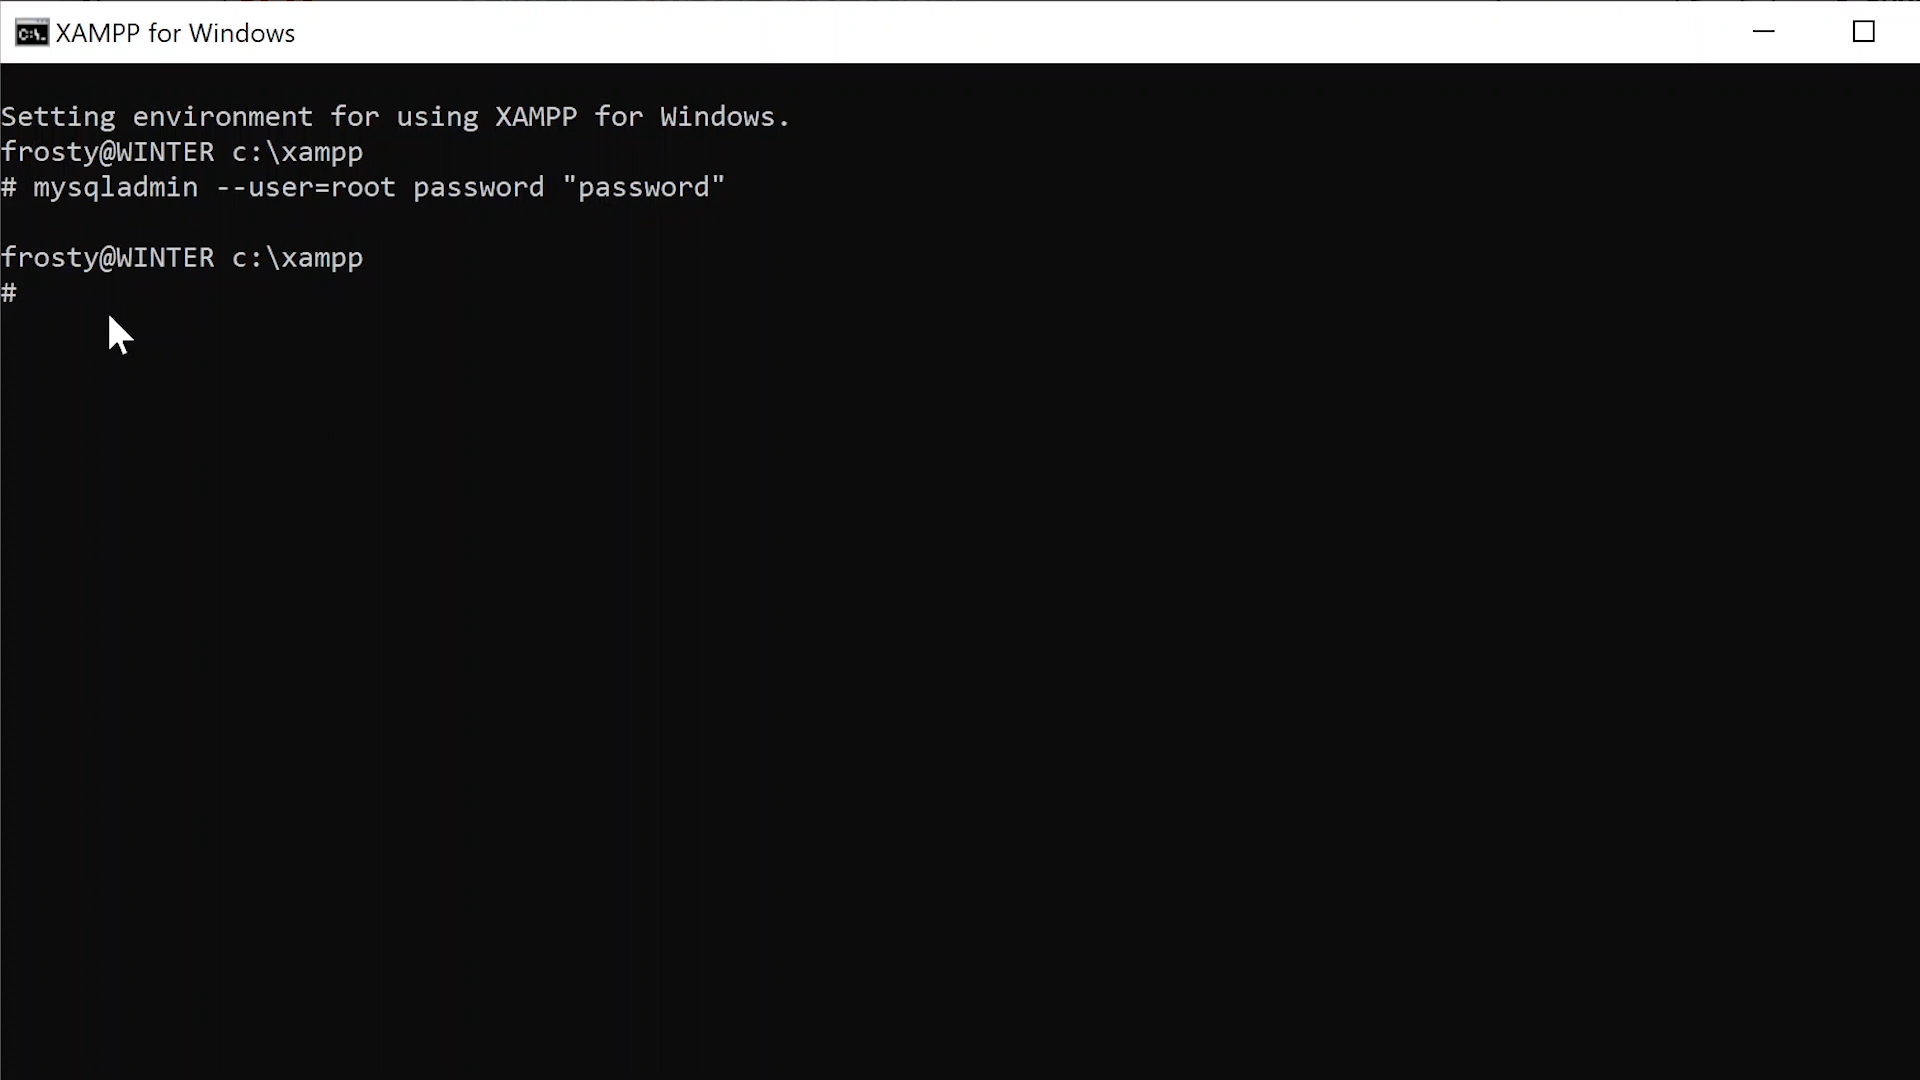 XAMPP for Windows
Setting environment for using XAMPP for Windows.
frosty@WINTER c:\xampp
# mysqladmin --user=root password "password"
frosty@WINTER c:\xampp
#